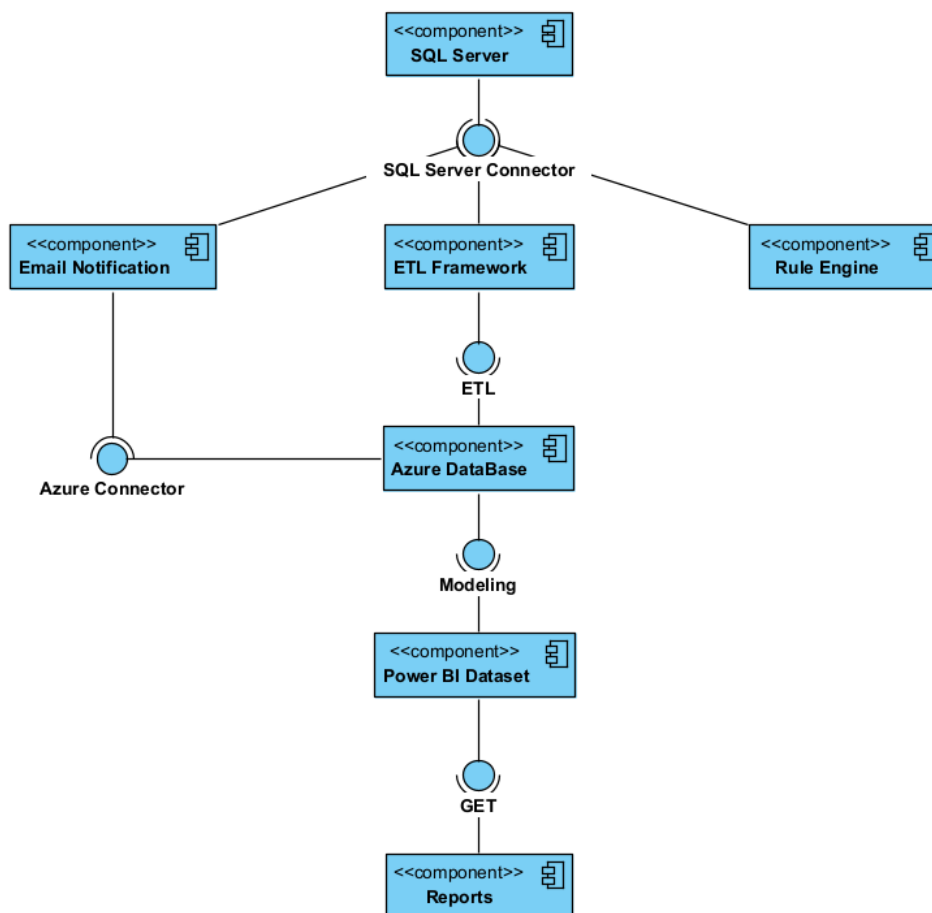 <<component>>
SQL Server
SQL Server Connector
<<component>>
Email Notification
<<component>>
ETL Framework
<<component>>
Rule Engine
ETL
<<component>>
Azure DataBase
Azure Connector
Modeling
<<component>>
Power BI Dataset
GET
<<component>>
Reports